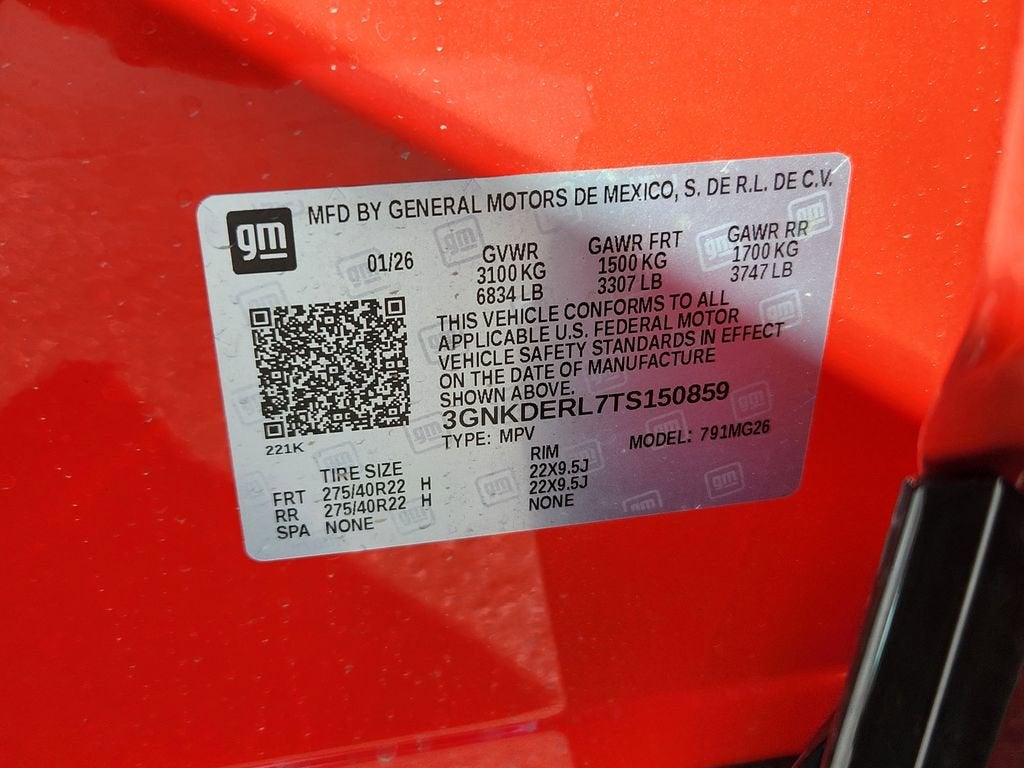 gm
MFD BY GENERAL MOTORS DE MEXICO, S. DE R.L. DE C.V.
01/26
GVWR
3100 KG
6834 LB
GAWR FRT
1500 KG
3307 LB
GAWR RR
1700 KG
3747 LB
THIS VEHICLE CONFORMS TO ALL
APPLICABLE U.S. FEDERAL MOTOR
VEHICLE SAFETY STANDARDS IN EFFECT
ON THE DATE OF MANUFACTURE
SHOWN ABOVE.
3GNKDERL7TS150859
TYPE: MPV
MODEL: 791MG26
221K
TIRE SIZE
RIM
FRT 275/40R22 H 22X9.5J
RR 275/40R22 H 22X9.5J
SPA NONE NONE